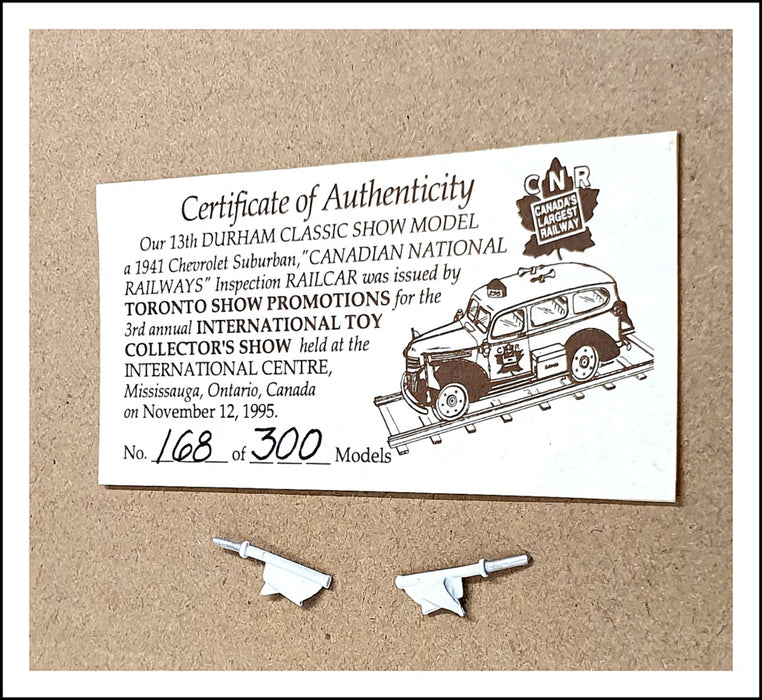 Certificate of Authenticity
Our 13th DURHAM CLASSIC SHOW MODEL
a 1941 Chevrolet Suburban,"CANADIAN NATIONAL
RAILWAYS" Inspection RAILCAR was issued by
TORONTO SHOW PROMOTIONS for the
3rd annual INTERNATIONAL TOY
COLLECTOR'S SHOW held at the
INTERNATIONAL CENTRE,
Mississauga, Ontario, Canada
on November 12, 1995.
No. 168 of 300 Models
CNR
CANADA'S
LARGEST
RAILWAY
CNR